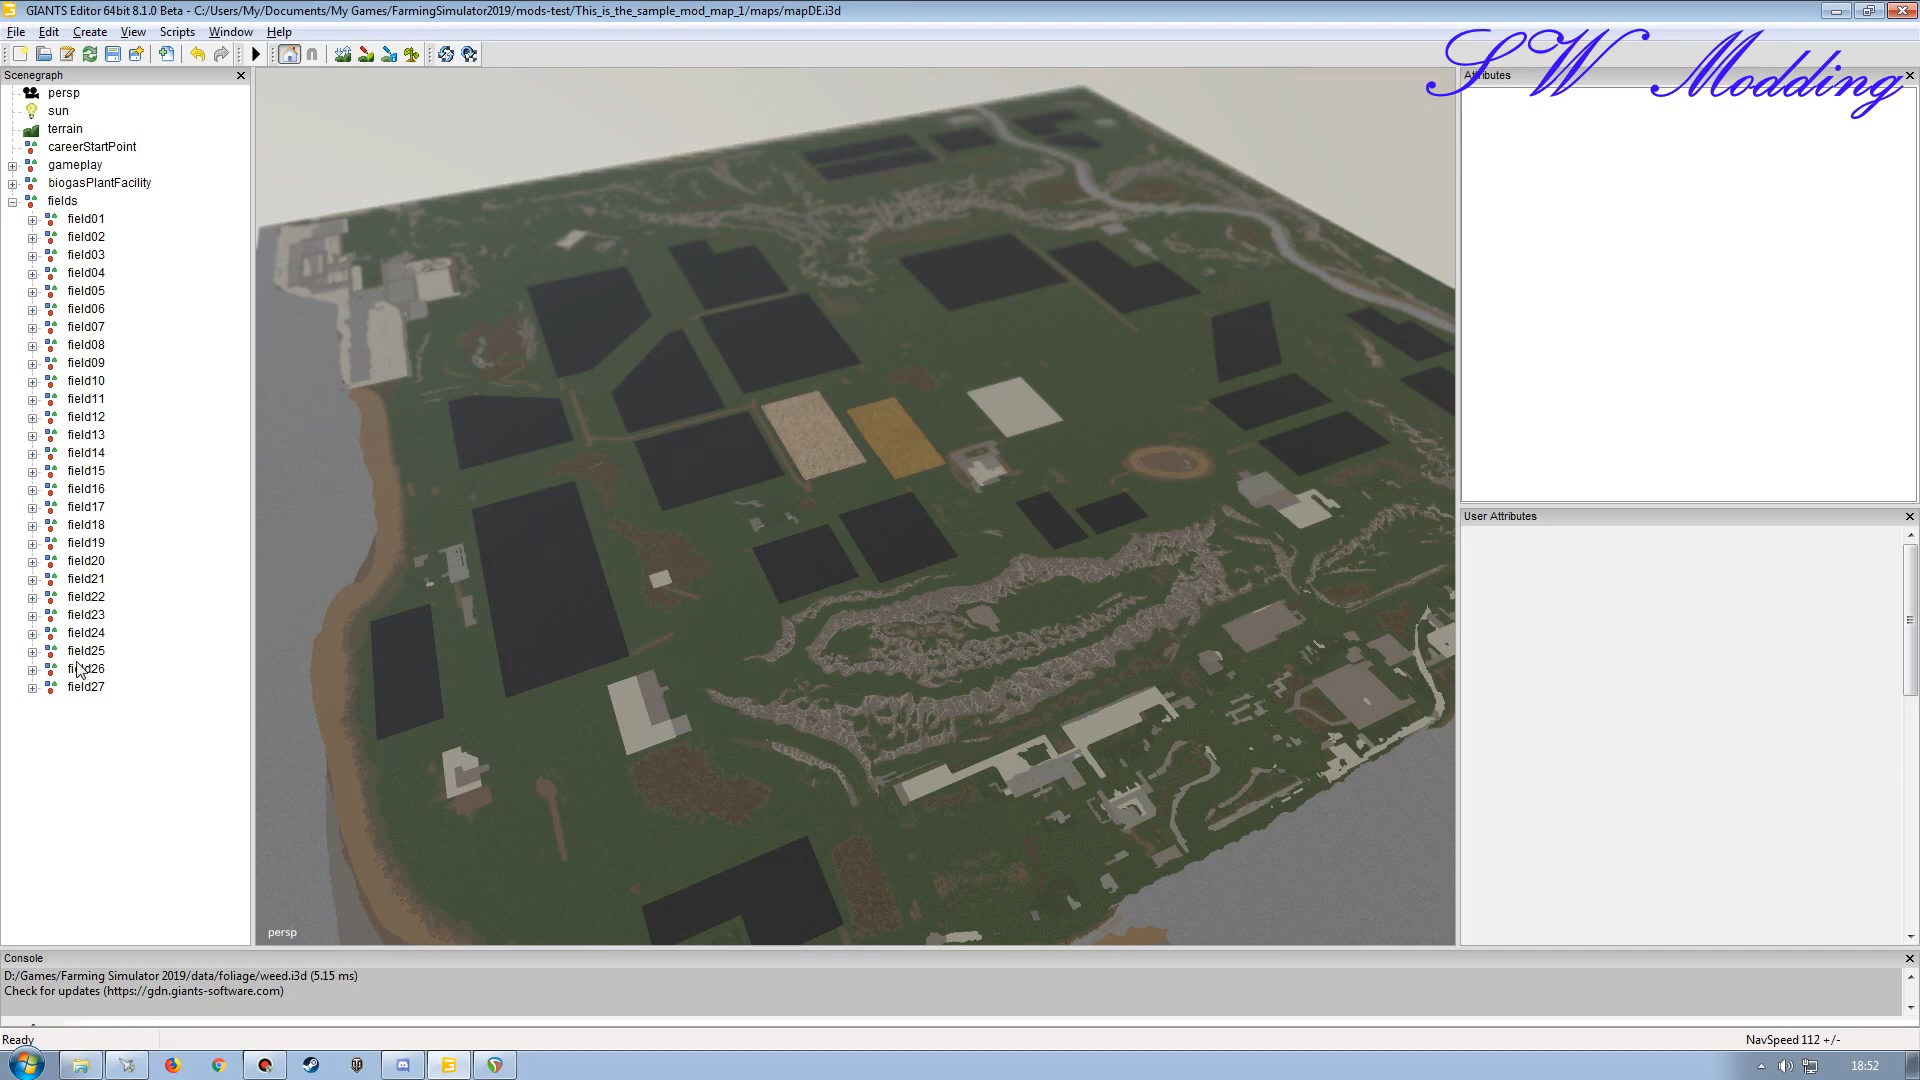 GIANTS Editor 64bit 8.1.0 Beta - C:/Users/My/Documents/My Games/FarmingSimulator2019/mods-test/This_is_the_sample_mod_map_1/maps/mapDE.i3d
File Edit Create View Scripts Window Help
SW Modding
Scenegraph
Attributes
persp
sun
terrain
careerStartPoint
gameplay
biogasPlantFacility
fields
field01
field02
field03
field04
field05
field06
field07
field08
field09
field10
field11
field12
field13
field14
field15
field16
field17
field18
field19
field20
field21
field22
field23
field24
field25
field26
field27
User Attributes
persp
Console
D:/Games/Farming Simulator 2019/data/foliage/weed.i3d (5.15 ms)
Check for updates (https://gdn.giants-software.com)
Ready
NavSpeed 112 +/-
18:52